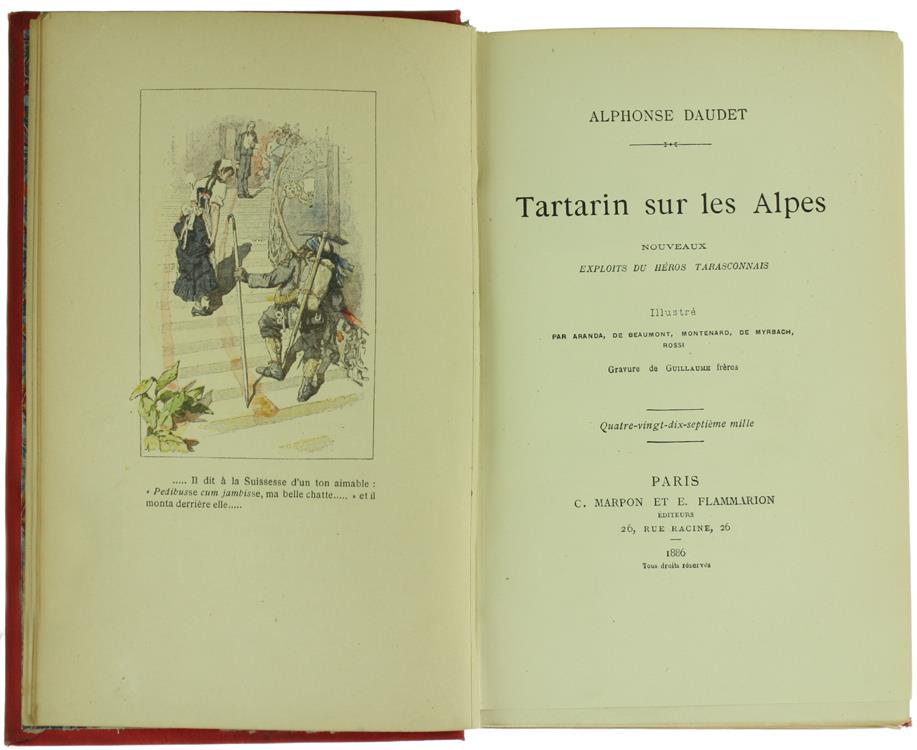 ..... Il dit à la Suissesse d'un ton aimable :
« Pedibusse cum jambisse, ma belle chatte..... » et il
monta derrière elle.....
ALPHONSE DAUDET
Tartarin sur les Alpes
NOUVEAUX
EXPLOITS DU HÉROS TARASCONNAIS
Illustré
PAR ARANDA, DE BEAUMONT, MONTENARD, DE MYRBACH,
ROSSI
Gravure de GUILLAUME frères
Quatre-vingt-dix-septième mille
PARIS
C. MARPON ET E. FLAMMARION
ÉDITEURS
26, RUE RACINE, 26
1886
Tous droits réservés